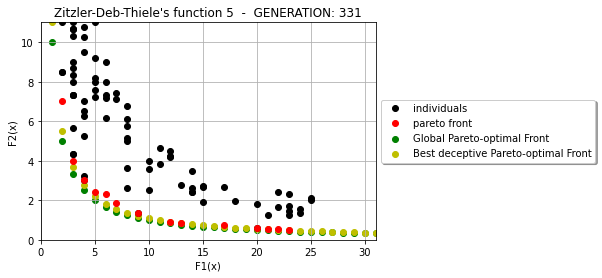 Zitzler-Deb-Thiele's function 5 - GENERATION: 331
10
8
6
4
2
0
F2(x)
0 5 10 15 20 25 30
F1(x)
individuals
pareto front
Global Pareto-optimal Front
Best deceptive Pareto-optimal Front